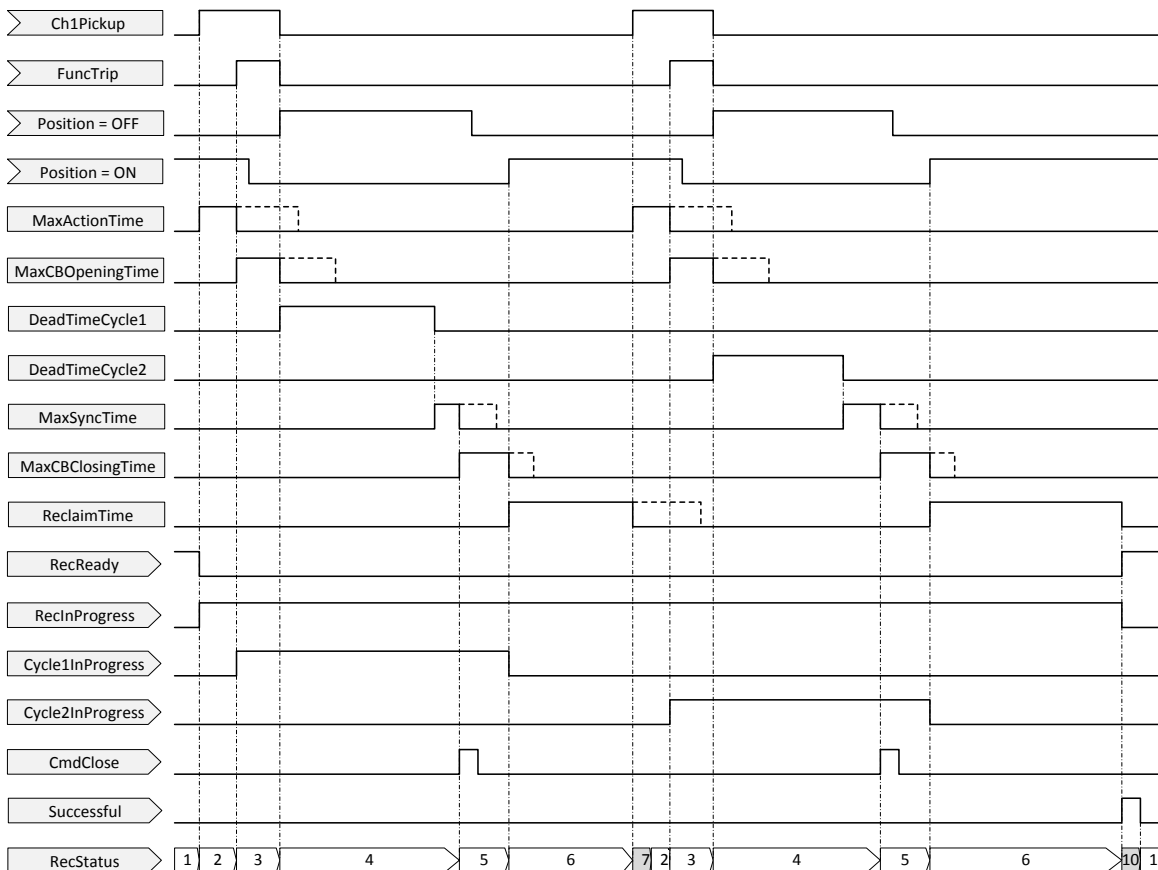 Ch1Pickup
FuncTrip
Position = OFF
Position = ON
MaxActionTime
MaxCBOpeningTime
DeadTimeCycle1
DeadTimeCycle2
MaxSyncTime
MaxCBClosingTime
ReclaimTime
RecReady
RecInProgress
Cycle1InProgress
Cycle2InProgress
CmdClose
Successful
RecStatus 1 2 3 4 5 6 7 2 3 4 5 6 10 1